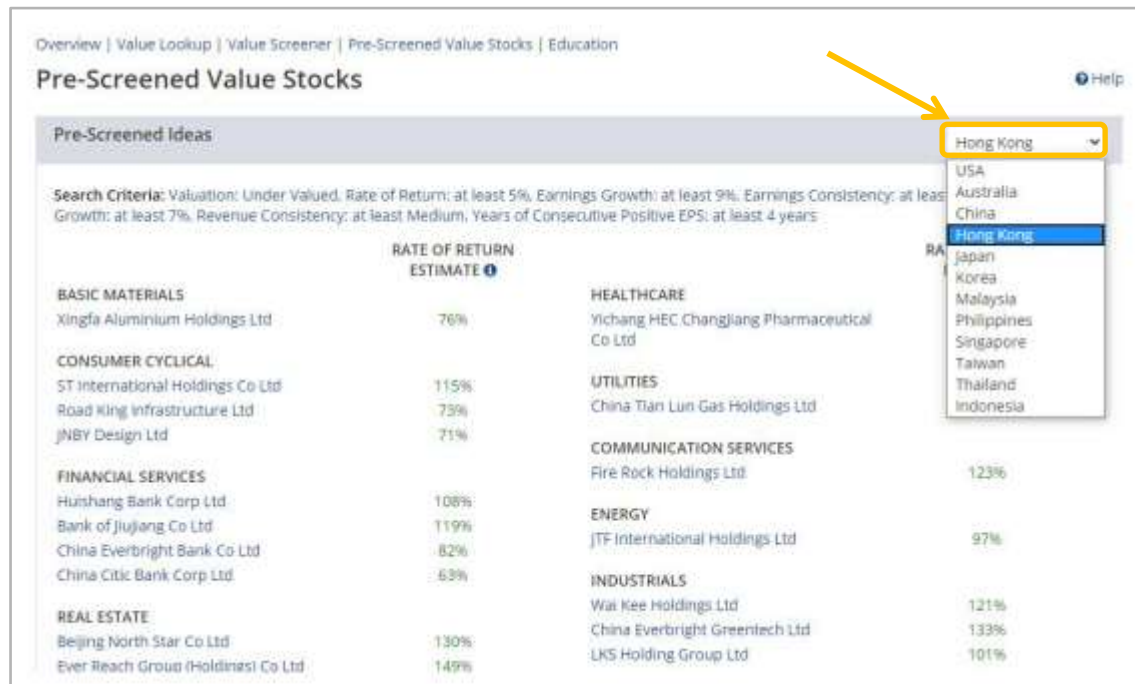 Overview | Value Lookup | Value Screener | Pre-Screened Value Stocks | Education
Pre-Screened Value Stocks
Help
Pre-Screened Ideas
Hong Kong
USA
Australia
China
Hong Kong
Japan
Korea
Malaysia
Philippines
Singapore
Taiwan
Thailand
Indonesia
Search Criteria: Valuation: Under Valued, Rate of Return: at least 5%, Earnings Growth: at least 9%, Earnings Consistency: at leas
Growth: at least 7%, Revenue Consistency: at least Medium, Years of Consecutive Positive EPS: at least 4 years
RATE OF RETURN
ESTIMATE
RA
BASIC MATERIALS
Xingfa Aluminium Holdings Ltd 76%
CONSUMER CYCLICAL
ST International Holdings Co Ltd 115%
Road King Infrastructure Ltd 73%
JNBY Design Ltd 71%
FINANCIAL SERVICES
Huishang Bank Corp Ltd 108%
Bank of Jiujiang Co Ltd 119%
China Everbright Bank Co Ltd 82%
China Citic Bank Corp Ltd 63%
REAL ESTATE
Beijing North Star Co Ltd 130%
Ever Reach Group (Holdings) Co Ltd 149%
HEALTHCARE
Yichang HEC ChangJiang Pharmaceutical
Co Ltd
UTILITIES
China Tian Lun Gas Holdings Ltd
COMMUNICATION SERVICES
Fire Rock Holdings Ltd 123%
ENERGY
JTF International Holdings Ltd 97%
INDUSTRIALS
Wai Kee Holdings Ltd 121%
China Everbright Greentech Ltd 133%
LKS Holding Group Ltd 101%